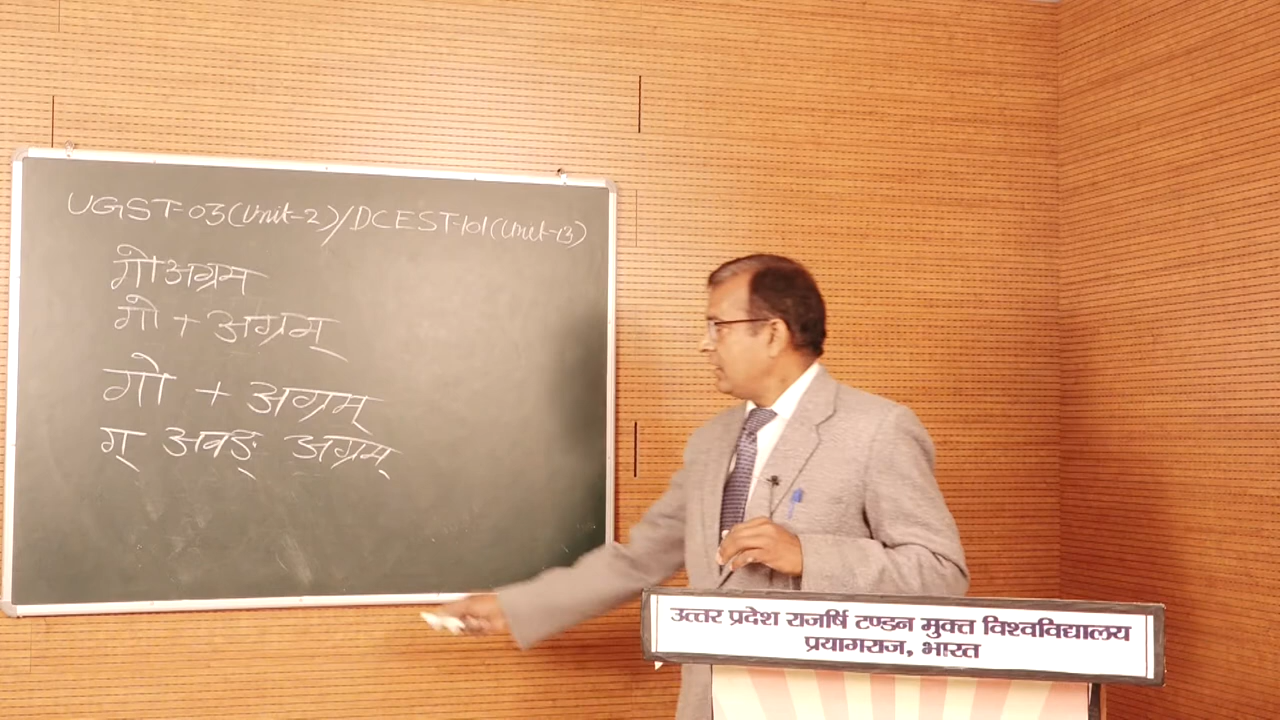 UGST-03(Unit-2)/DCEST-101(Unit-13)
गोअग्रम
गो + अग्रम्
गो + अग्रम्
ग् अवङ् अग्रम्
उत्तर प्रदेश राजर्षि टण्डन मुक्त विश्वविद्यालय
प्रयागराज, भारत